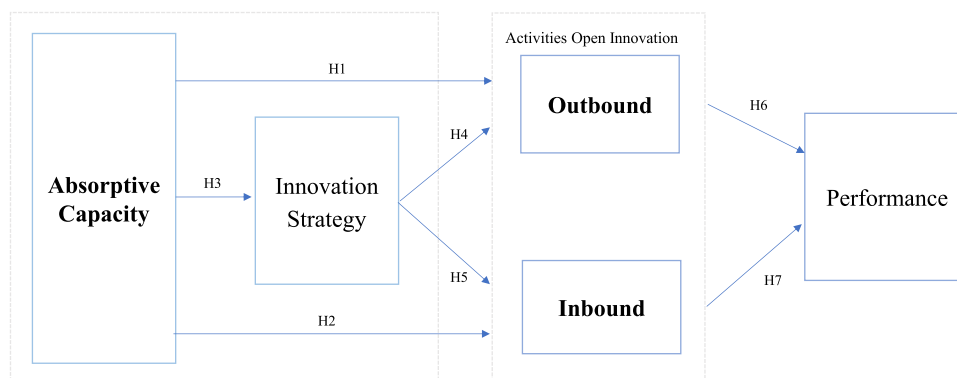 Activities Open Innovation
H1
Outbound
H6
H4
Absorptive
Capacity
H3
Innovation
Strategy
Performance
H5
H7
Inbound
H2